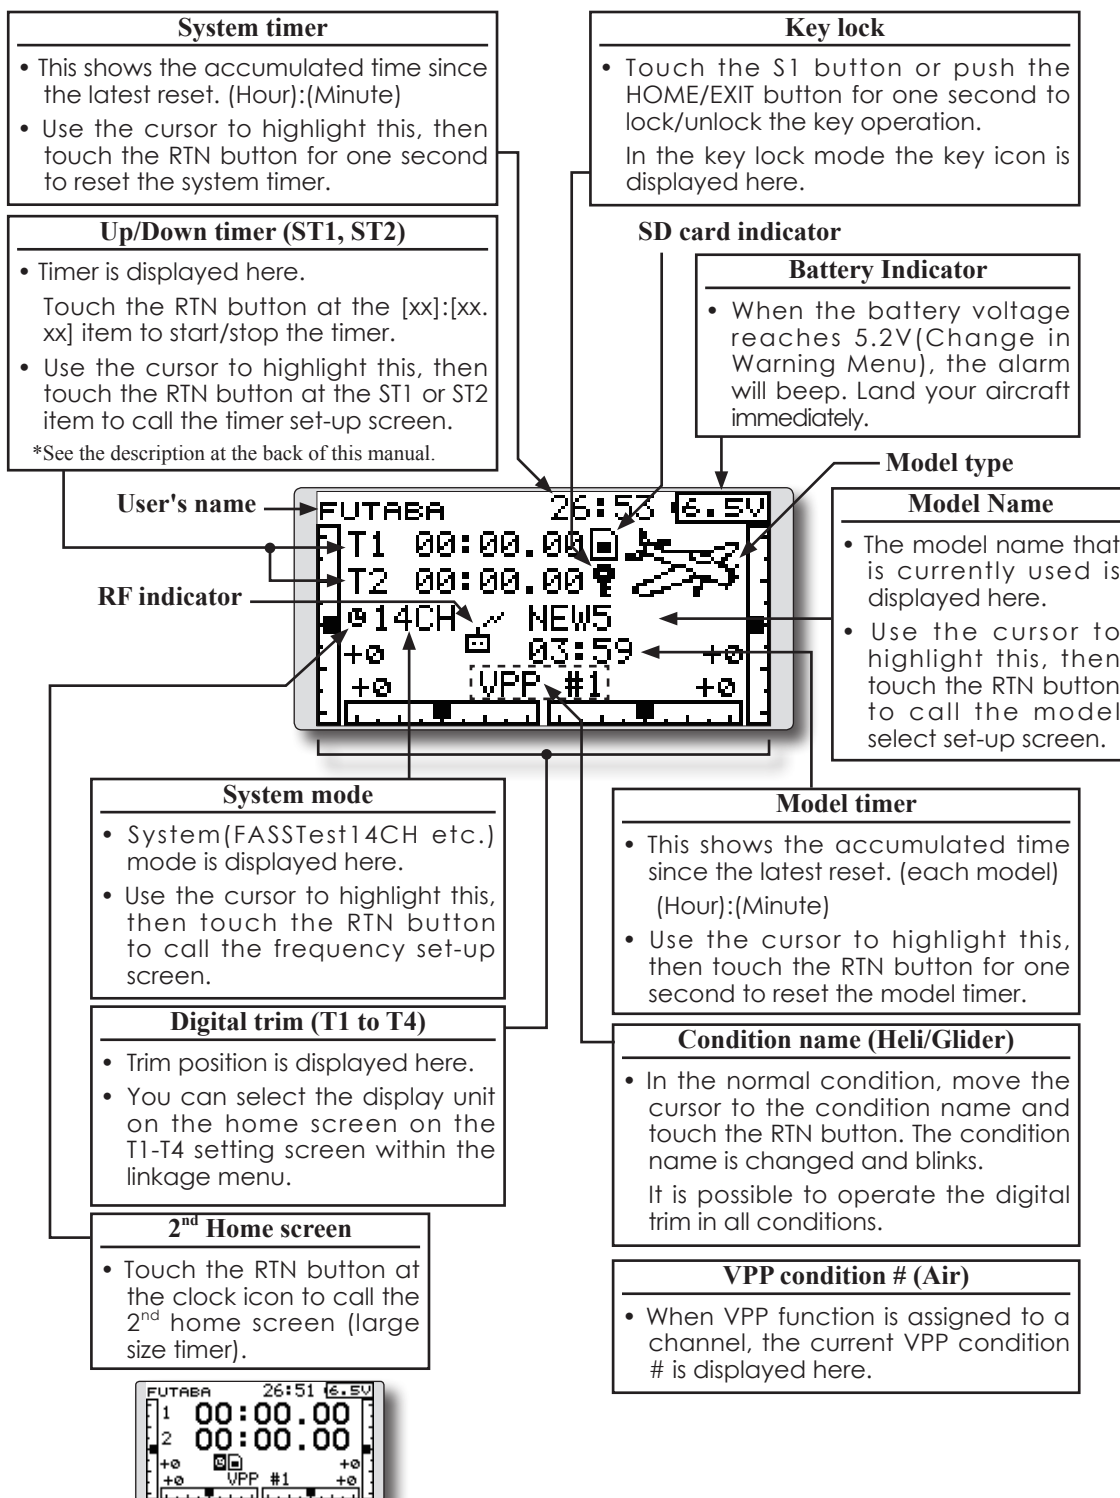 System timer
• This shows the accumulated time since
the latest reset. (Hour):(Minute)
• Use the cursor to highlight this, then
touch the RTN button for one second
to reset the system timer.
Key lock
• Touch the S1 button or push the
HOME/EXIT button for one second to
lock/unlock the key operation.
In the key lock mode the key icon is
displayed here.
Up/Down timer (ST1, ST2)
• Timer is displayed here.
Touch the RTN button at the [xx]:[xx.
xx] item to start/stop the timer.
• Use the cursor to highlight this, then
touch the RTN button at the ST1 or ST2
item to call the timer set-up screen.
*See the description at the back of this manual.
SD card indicator
Battery Indicator
• When the battery voltage
reaches 5.2V(Change in
Warning Menu), the alarm
will beep. Land your aircraft
immediately.
Model type
User's name
RF indicator
FUTABA 26:53 6.5V
T1 00:00.00
T2 00:00.00
14CH NEW5
03:59
+0 +0
+0 VPP #1 +0
Model Name
• The model name that
is currently used is
displayed here.
• Use the cursor to
highlight this, then
touch the RTN button
to call the model
select set-up screen.
System mode
• System(FASSTest14CH etc.)
mode is displayed here.
• Use the cursor to highlight this,
then touch the RTN button
to call the frequency set-up
screen.
Model timer
• This shows the accumulated time
since the latest reset. (each model)
(Hour):(Minute)
• Use the cursor to highlight this,
then touch the RTN button for one
second to reset the model timer.
Digital trim (T1 to T4)
• Trim position is displayed here.
• You can select the display unit
on the home screen on the
T1-T4 setting screen within the
linkage menu.
Condition name (Heli/Glider)
• In the normal condition, move the
cursor to the condition name and
touch the RTN button. The condition
name is changed and blinks.
It is possible to operate the digital
trim in all conditions.
2nd Home screen
• Touch the RTN button at
the clock icon to call the
2nd home screen (large
size timer).
VPP condition # (Air)
• When VPP function is assigned to a
channel, the current VPP condition
# is displayed here.
FUTABA 26:51 6.5V
1 00:00.00
2 00:00.00
+0 +0
+0 VPP #1 +0